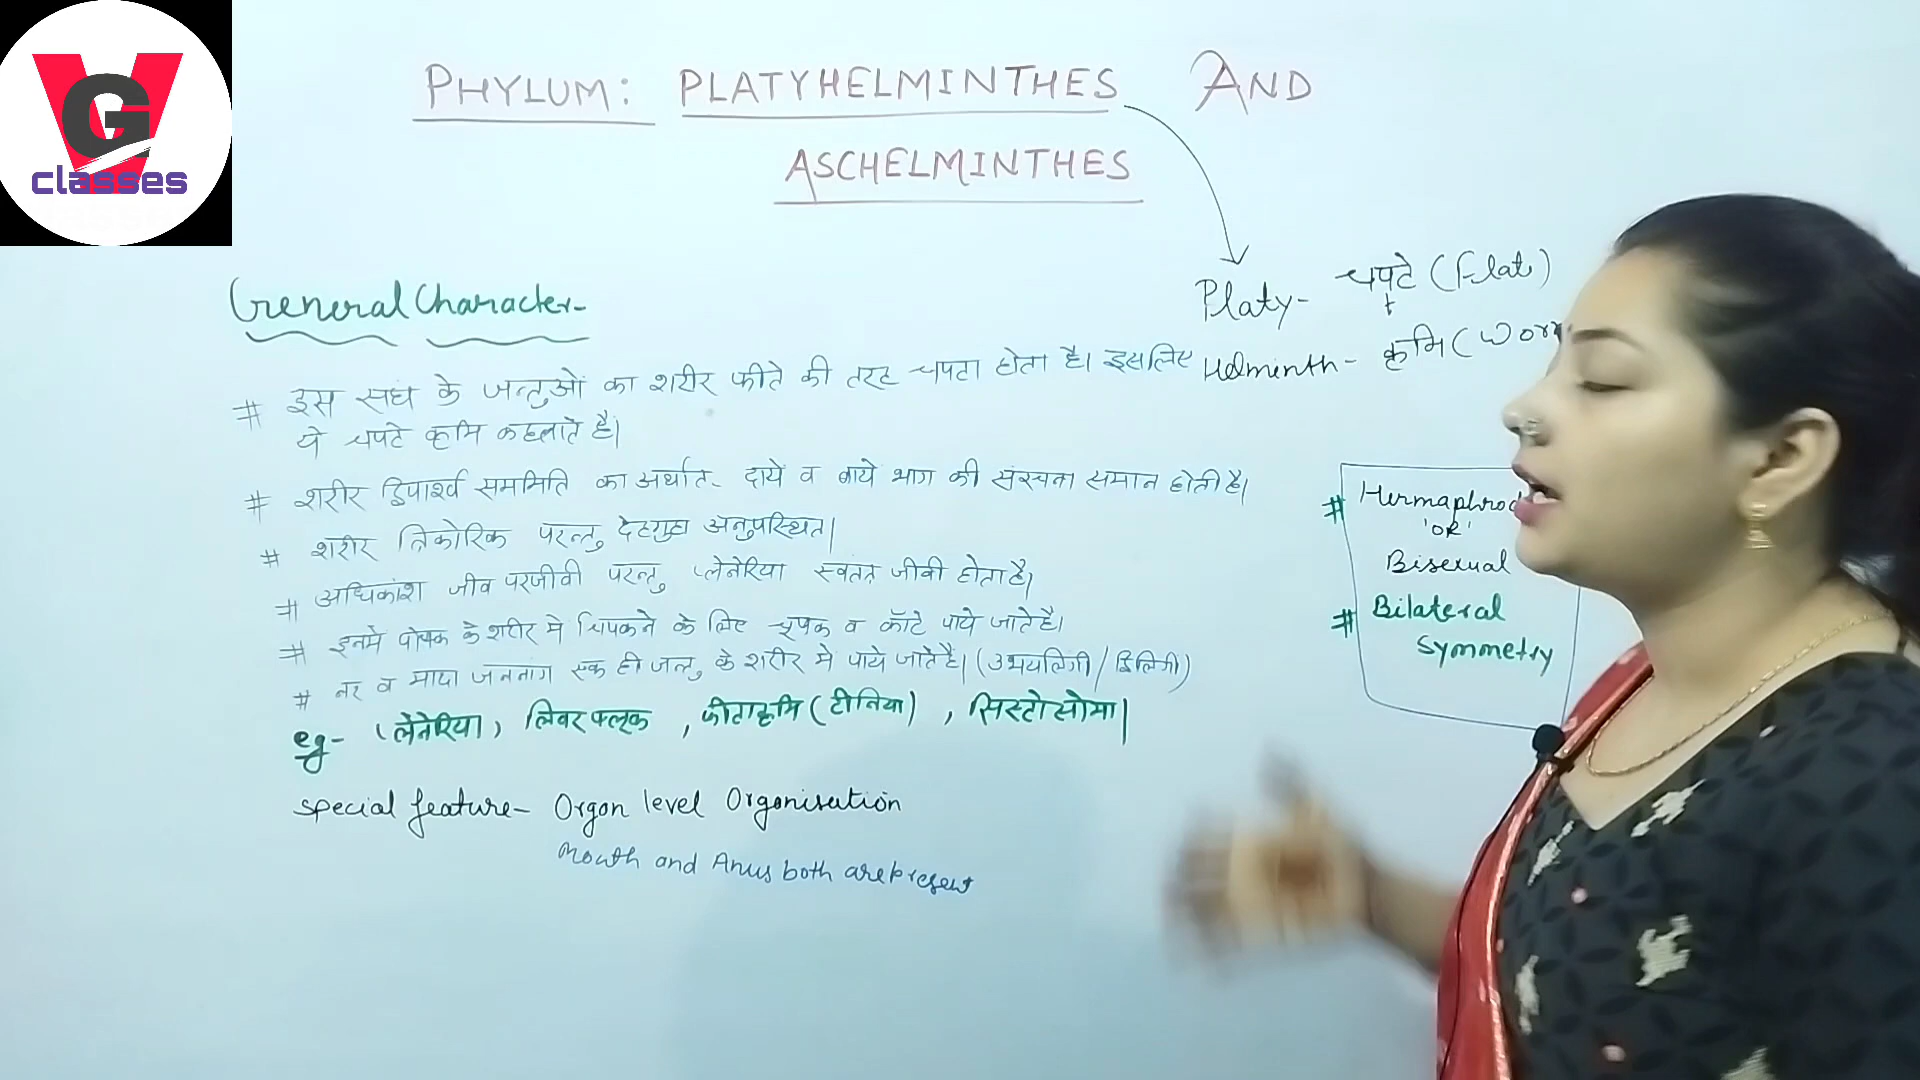 VG
classes
PHYLUM: PLATYHELMINTHES AND
ASCHELMINTHES
Platy- चपटे (Flat)
+
Helminth- कृमि (Wor
General Character-
# इस संघ के जन्तुओं का शरीर फीते की तरह चपटा होता है। इसलिए
ये चपटे कृमि कहलाते है।
# शरीर द्विपार्श्व सममिति का अर्थात- दाये व बाये भाग की संरचना समान होती है।
# शरीर त्रिकोरिक परन्तु देहगुहा अनुपस्थित।
# अधिकांश जीव परजीवी परन्तु प्लेनेरिया स्वतंत्र जीवी होता है।
# इनमे पोषक के शरीर मे चिपकने के लिए चूषक व काँटे पाये जाते है।
# नर व मादा जननांग एक ही जन्तु के शरीर मे पाये जाते है। (उभयलिंगी/द्विलिंगी)
eg- प्लेनेरिया, लिवर फ्लूक, फीताकृमि (टीनिया), सिस्टोसोमा।
special feature- Organ level Organisation
Mouth and Anus both are present
# Hermaphrod
'OR'
Bisexual
# Bilateral
Symmetry